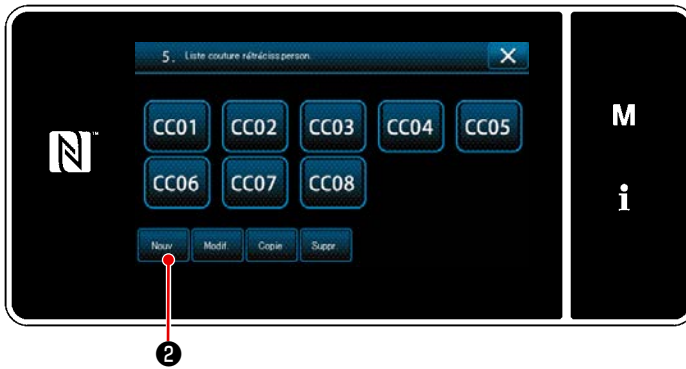 5. Liste couture rétréciss person.
CC01 CC02 CC03 CC04 CC05
M
CC06 CC07 CC08
i
Nouv Modif. Copie Suppr.
❷